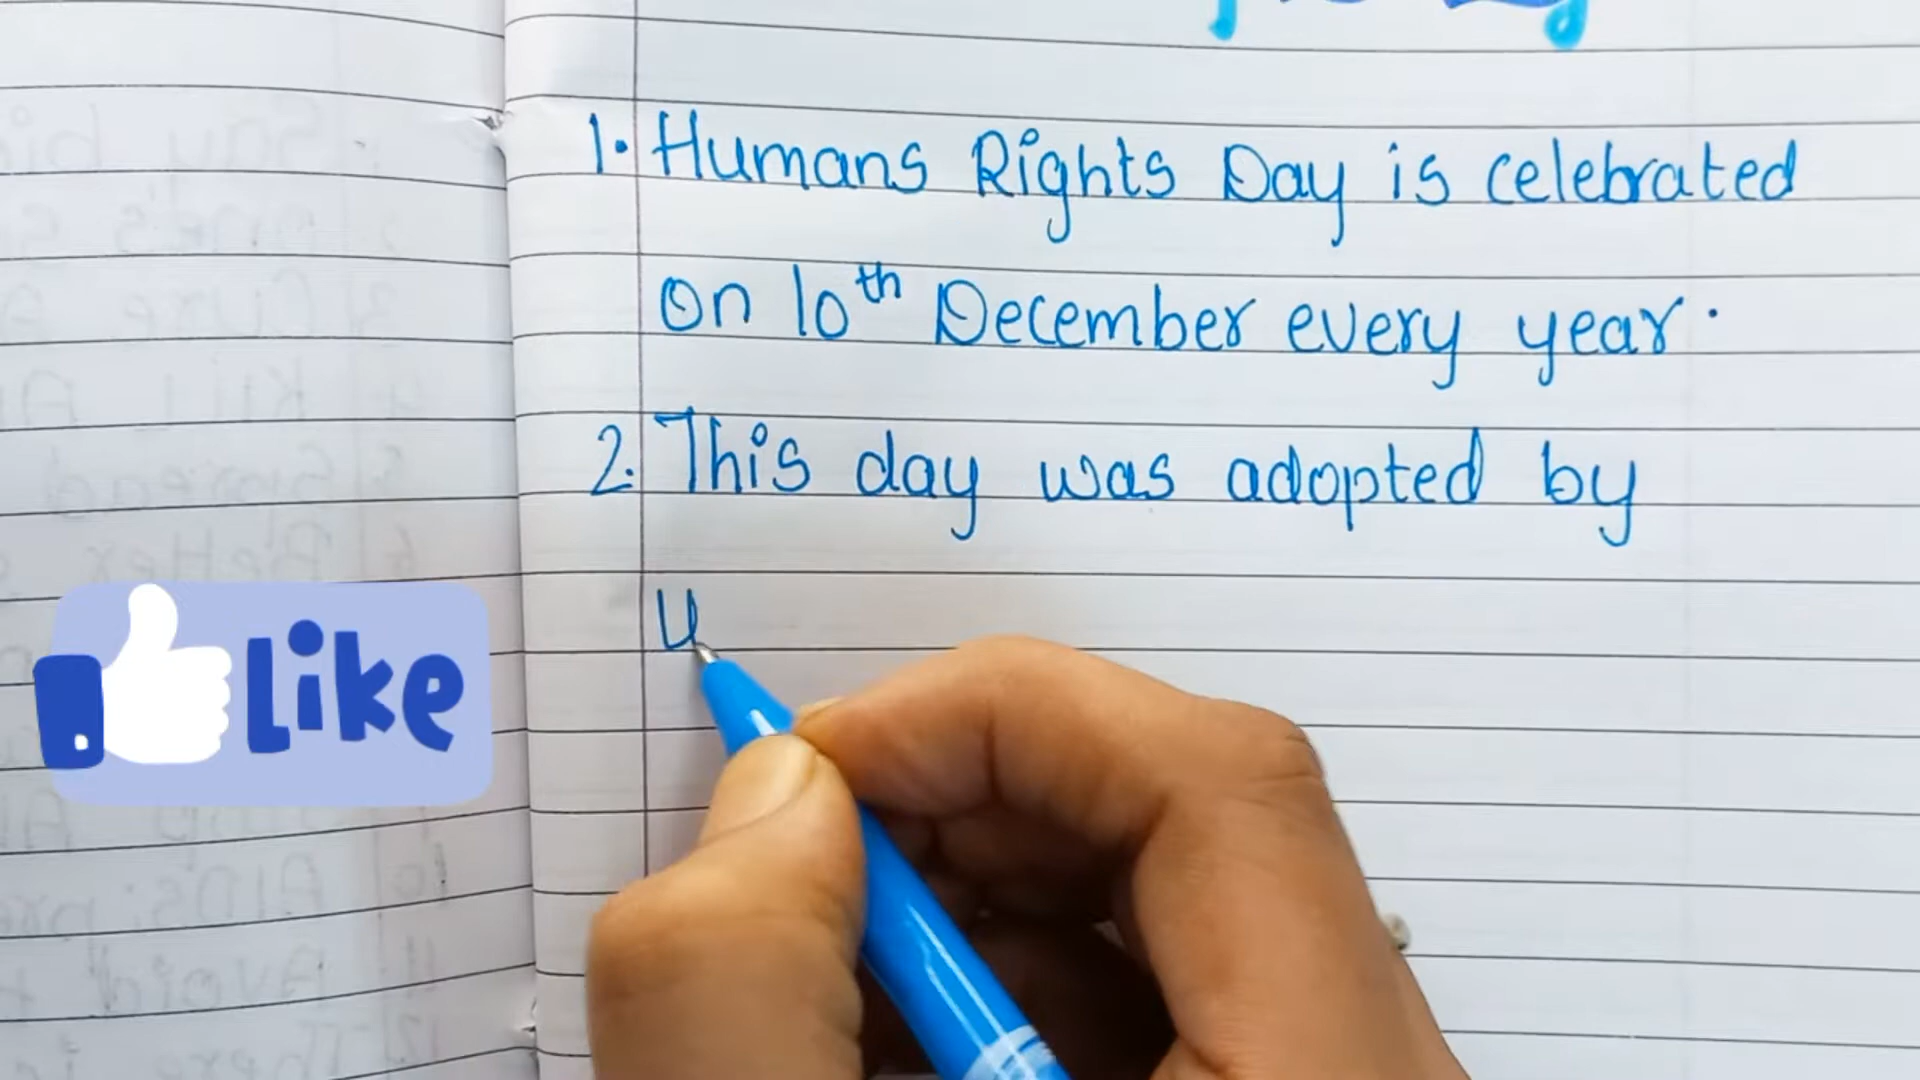 1. Humans Rights Day is celebrated
on 10th December every year.
2. This day was adopted by
U
Like